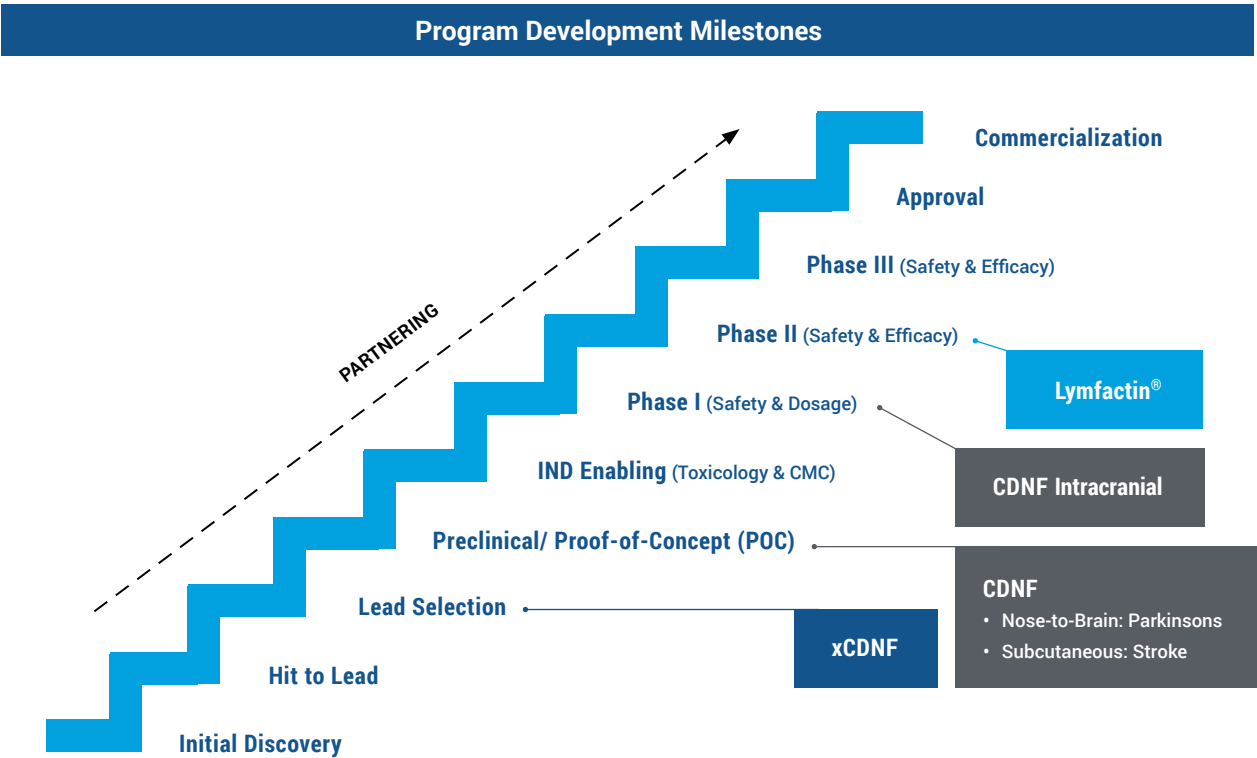 Program Development Milestones
Commercialization
Approval
Phase III (Safety & Efficacy)
PARTNERING
Phase II (Safety & Efficacy)
Lymfactin®
Phase I (Safety & Dosage)
IND Enabling (Toxicology & CMC)
CDNF Intracranial
Preclinical/ Proof-of-Concept (POC)
CDNF
• Nose-to-Brain: Parkinsons
• Subcutaneous: Stroke
Lead Selection
xCDNF
Hit to Lead
Initial Discovery